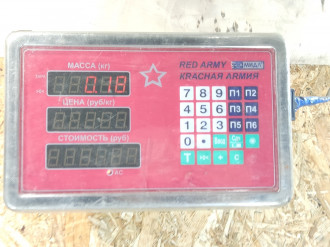 МАССА (кг)
0.18
ЦЕНА (руб/кг)
СТОИМОСТЬ (руб)
RED ARMY МИДЛ
КРАСНАЯ АРМИЯ
7 8 9 П1 П2
4 5 6 П3 П4
1 2 3 П5 П6
0
T С